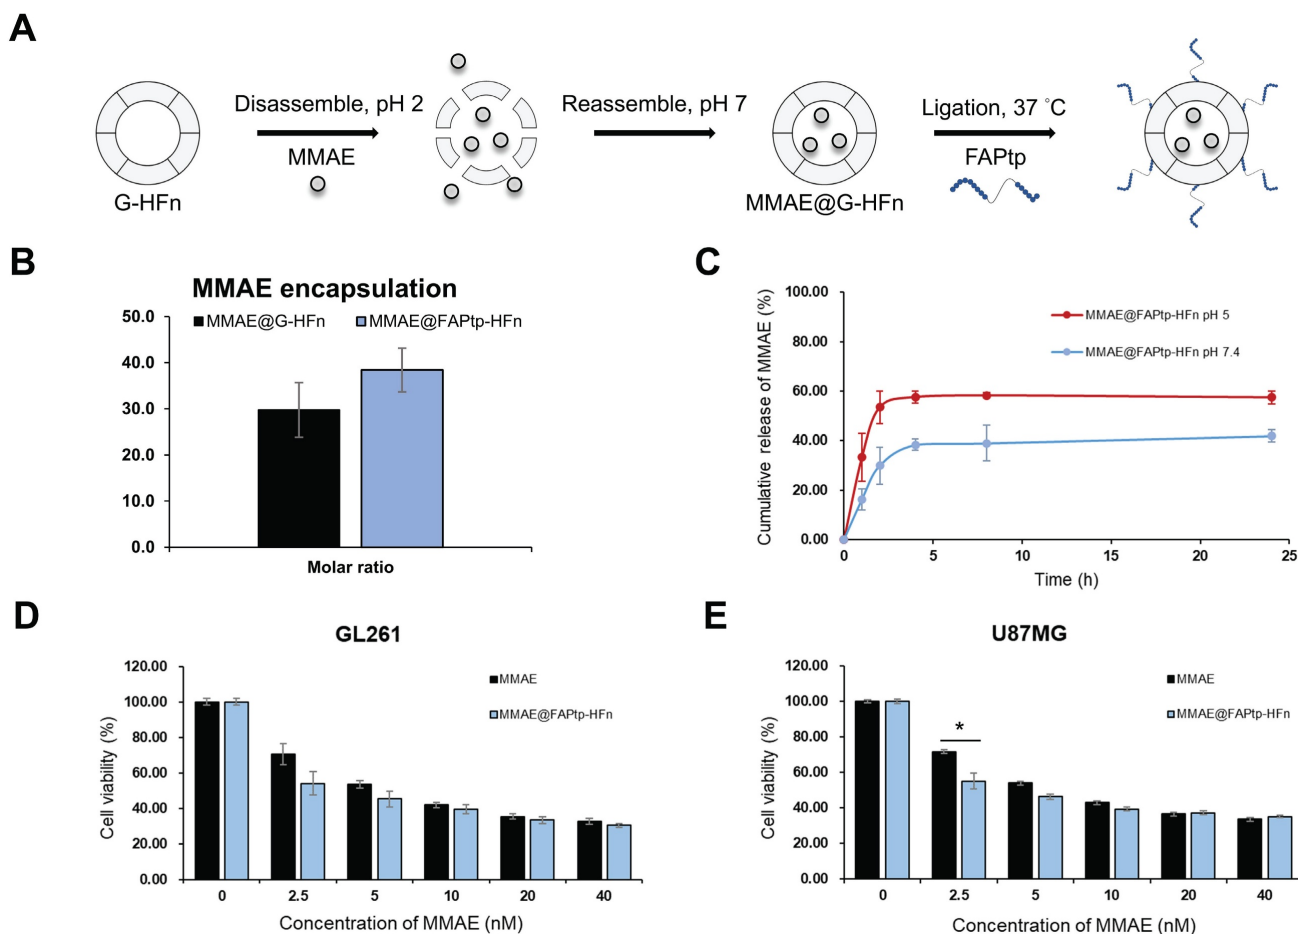 A
Disassemble, pH 2
MMAE
Reassemble, pH 7
Ligation, 37 °C
FAPtp
G-HFn
MMAE@G-HFn
B
MMAE encapsulation
MMAE@G-HFn
MMAE@FAPtp-HFn
50.0
40.0
30.0
20.0
10.0
0.0
Molar ratio
C
Cumulative release of MMAE (%)
100.00
80.00
60.00
40.00
20.00
0.00
MMAE@FAPtp-HFn pH 5
MMAE@FAPtp-HFn pH 7.4
0 5 10 15 20 25
Time (h)
D
GL261
Cell viability (%)
120.00
100.00
80.00
60.00
40.00
20.00
0.00
MMAE
MMAE@FAPtp-HFn
0 2.5 5 10 20 40
Concentration of MMAE (nM)
E
U87MG
Cell viability (%)
120.00
100.00
80.00
60.00
40.00
20.00
0.00
MMAE
MMAE@FAPtp-HFn
*
0 2.5 5 10 20 40
Concentration of MMAE (nM)